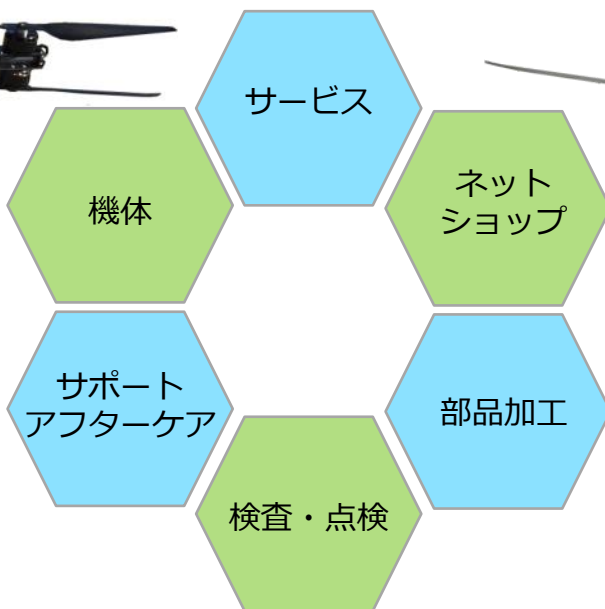 サービス
機体
ネット
ショップ
サポート
アフターケア
部品加工
検査・点検